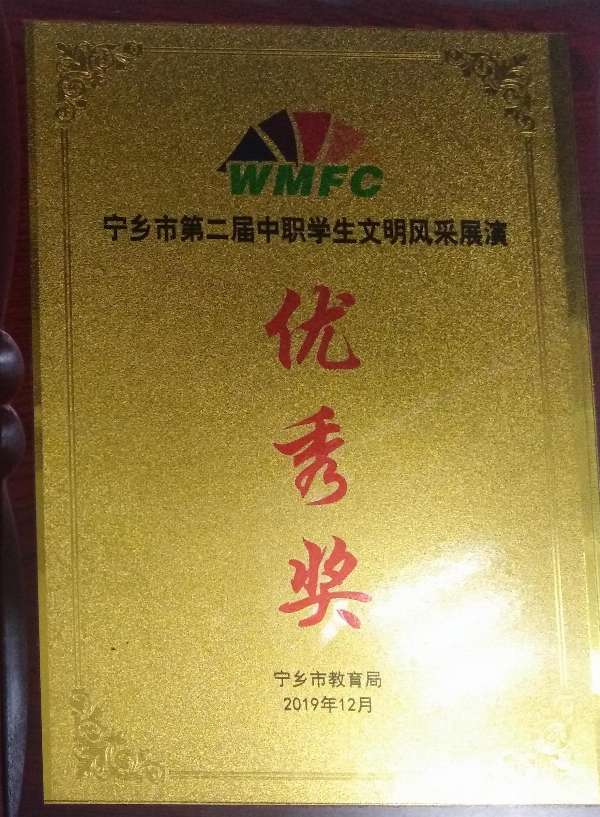 WMFC
宁乡市第二届中职学生文明风采展演
优
秀
奖
宁乡市教育局
2019年12月